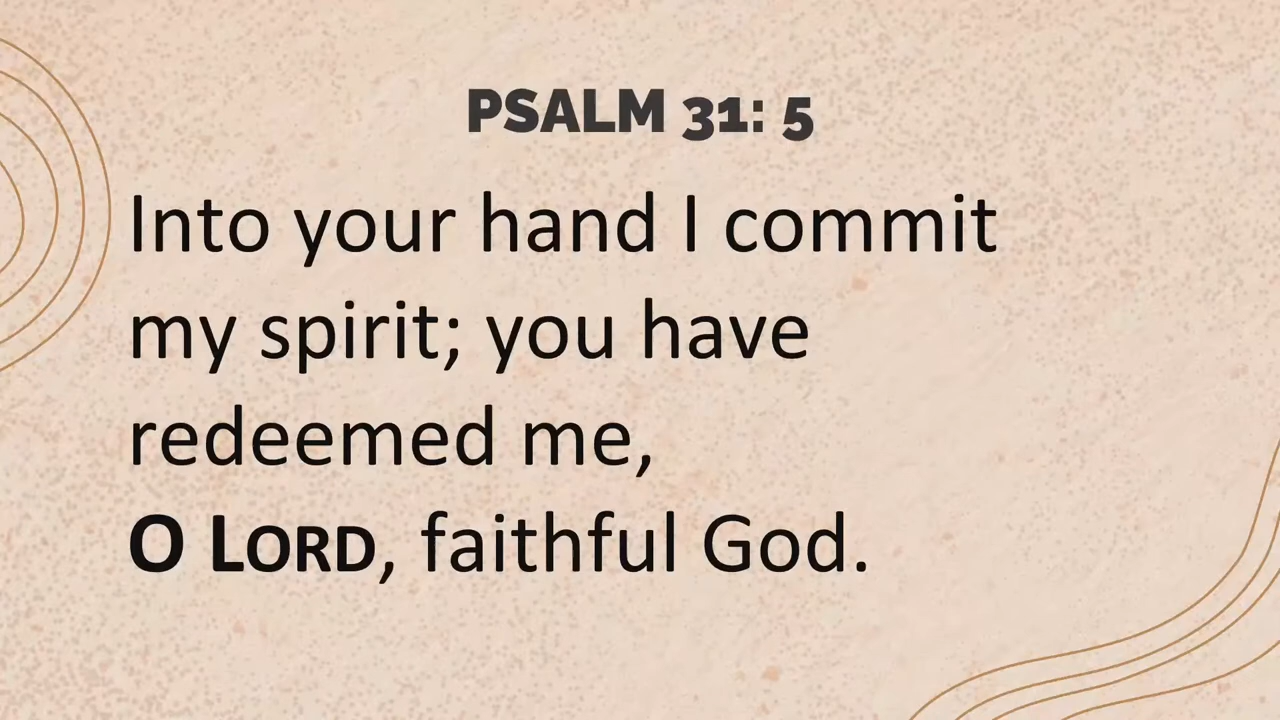 PSALM 31: 5
Into your hand I commit
my spirit; you have
redeemed me,
O LORD, faithful God.